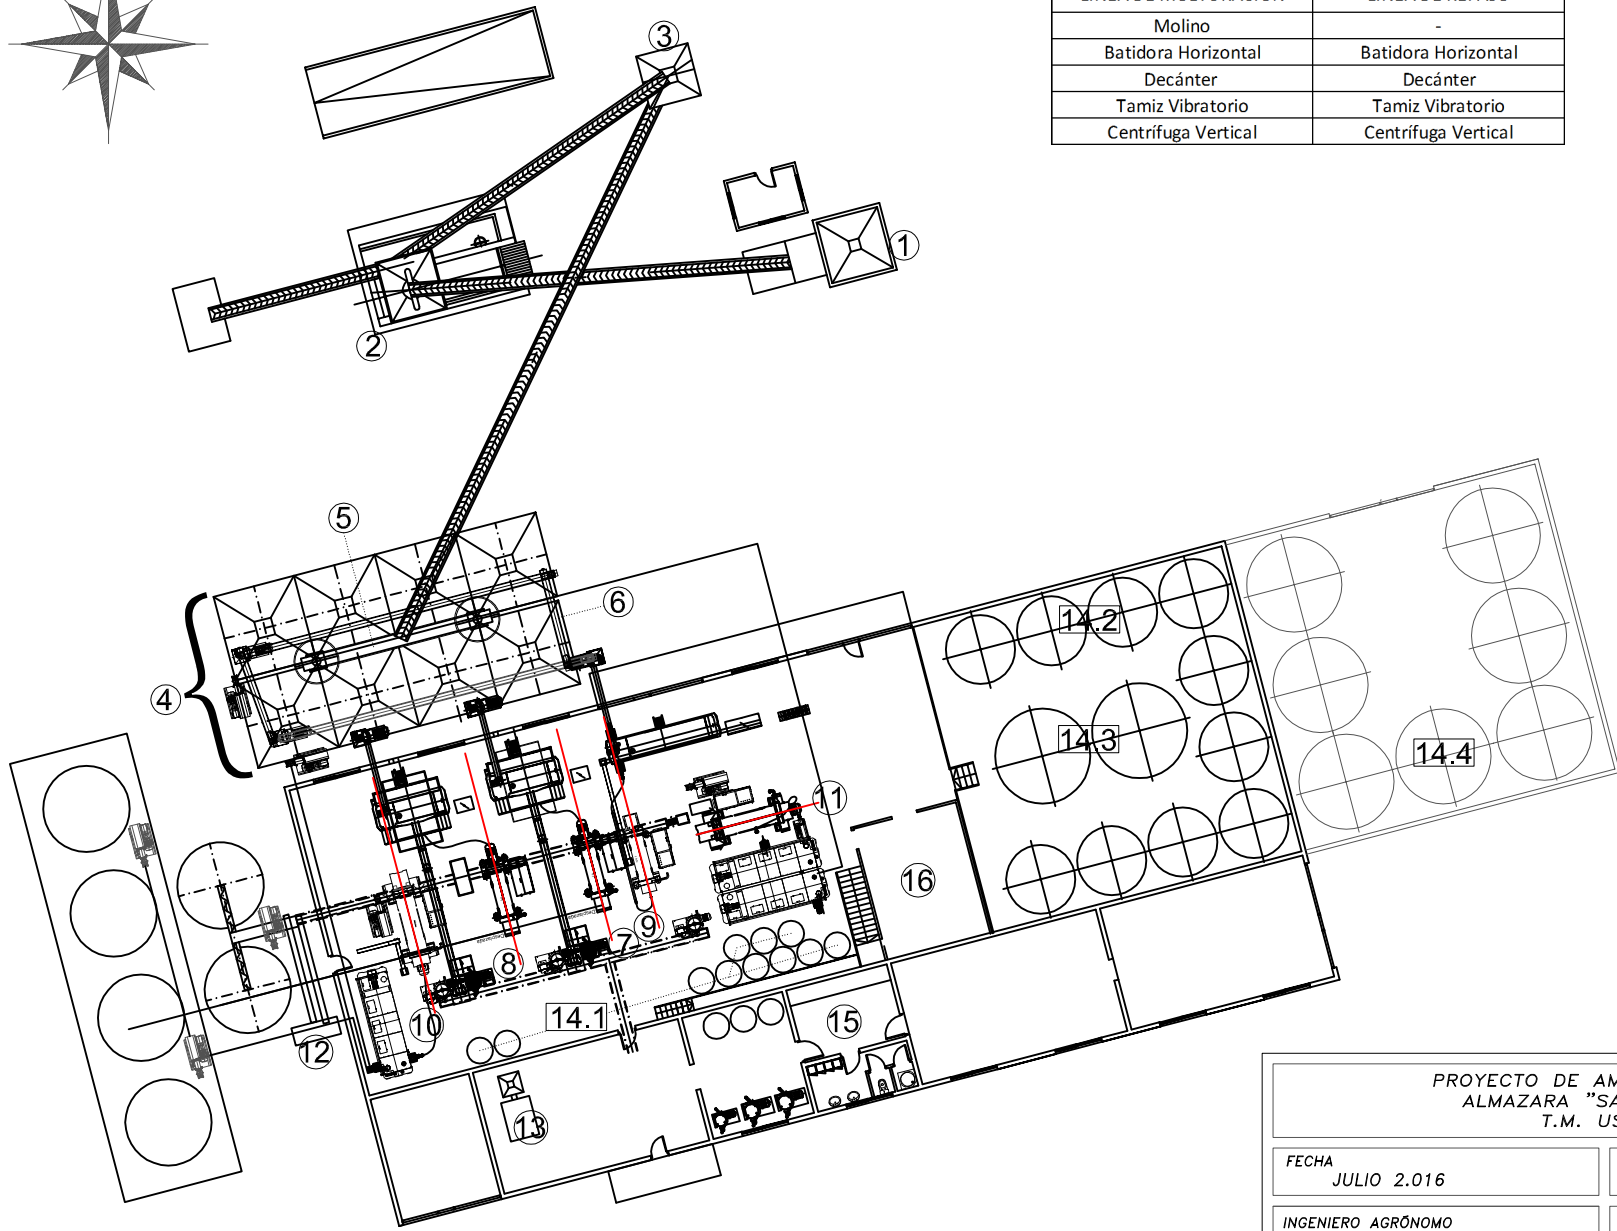 Molino -
Batidora Horizontal Batidora Horizontal
Decánter Decánter
Tamiz Vibratorio Tamiz Vibratorio
Centrífuga Vertical Centrífuga Vertical
3
1
2
5
6
4
14.2
14.3
14.4
11
16
9
7
8
14.1
10
15
12
13
PROYECTO DE AM
ALMAZARA "SA
T.M. US
FECHA
JULIO 2.016
INGENIERO AGRÓNOMO